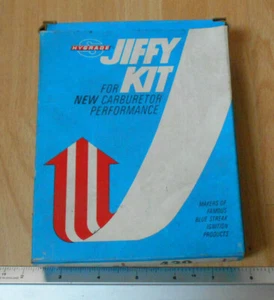 HYGRADE
JIFFY
KIT
FOR
NEW CARBURETOR
PERFORMANCE
MAKERS OF
FAMOUS
BLUE STREAK
IGNITION
PRODUCTS